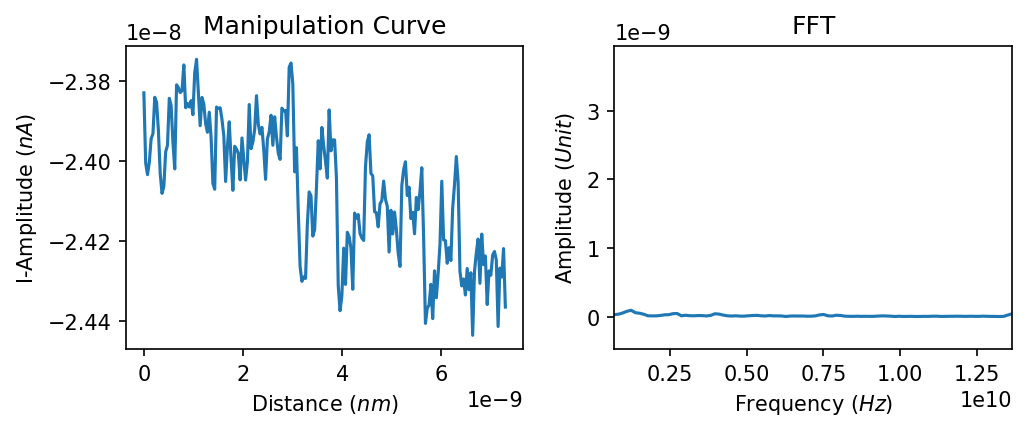 Manipulation Curve
1e−8
−2.38
−2.40
−2.42
−2.44
I-Amplitude (nA)
0 2 4 6
1e−9
Distance (nm)
FFT
1e−9
3
2
1
0
Amplitude (Unit)
0.25 0.50 0.75 1.00 1.25
1e10
Frequency (Hz)